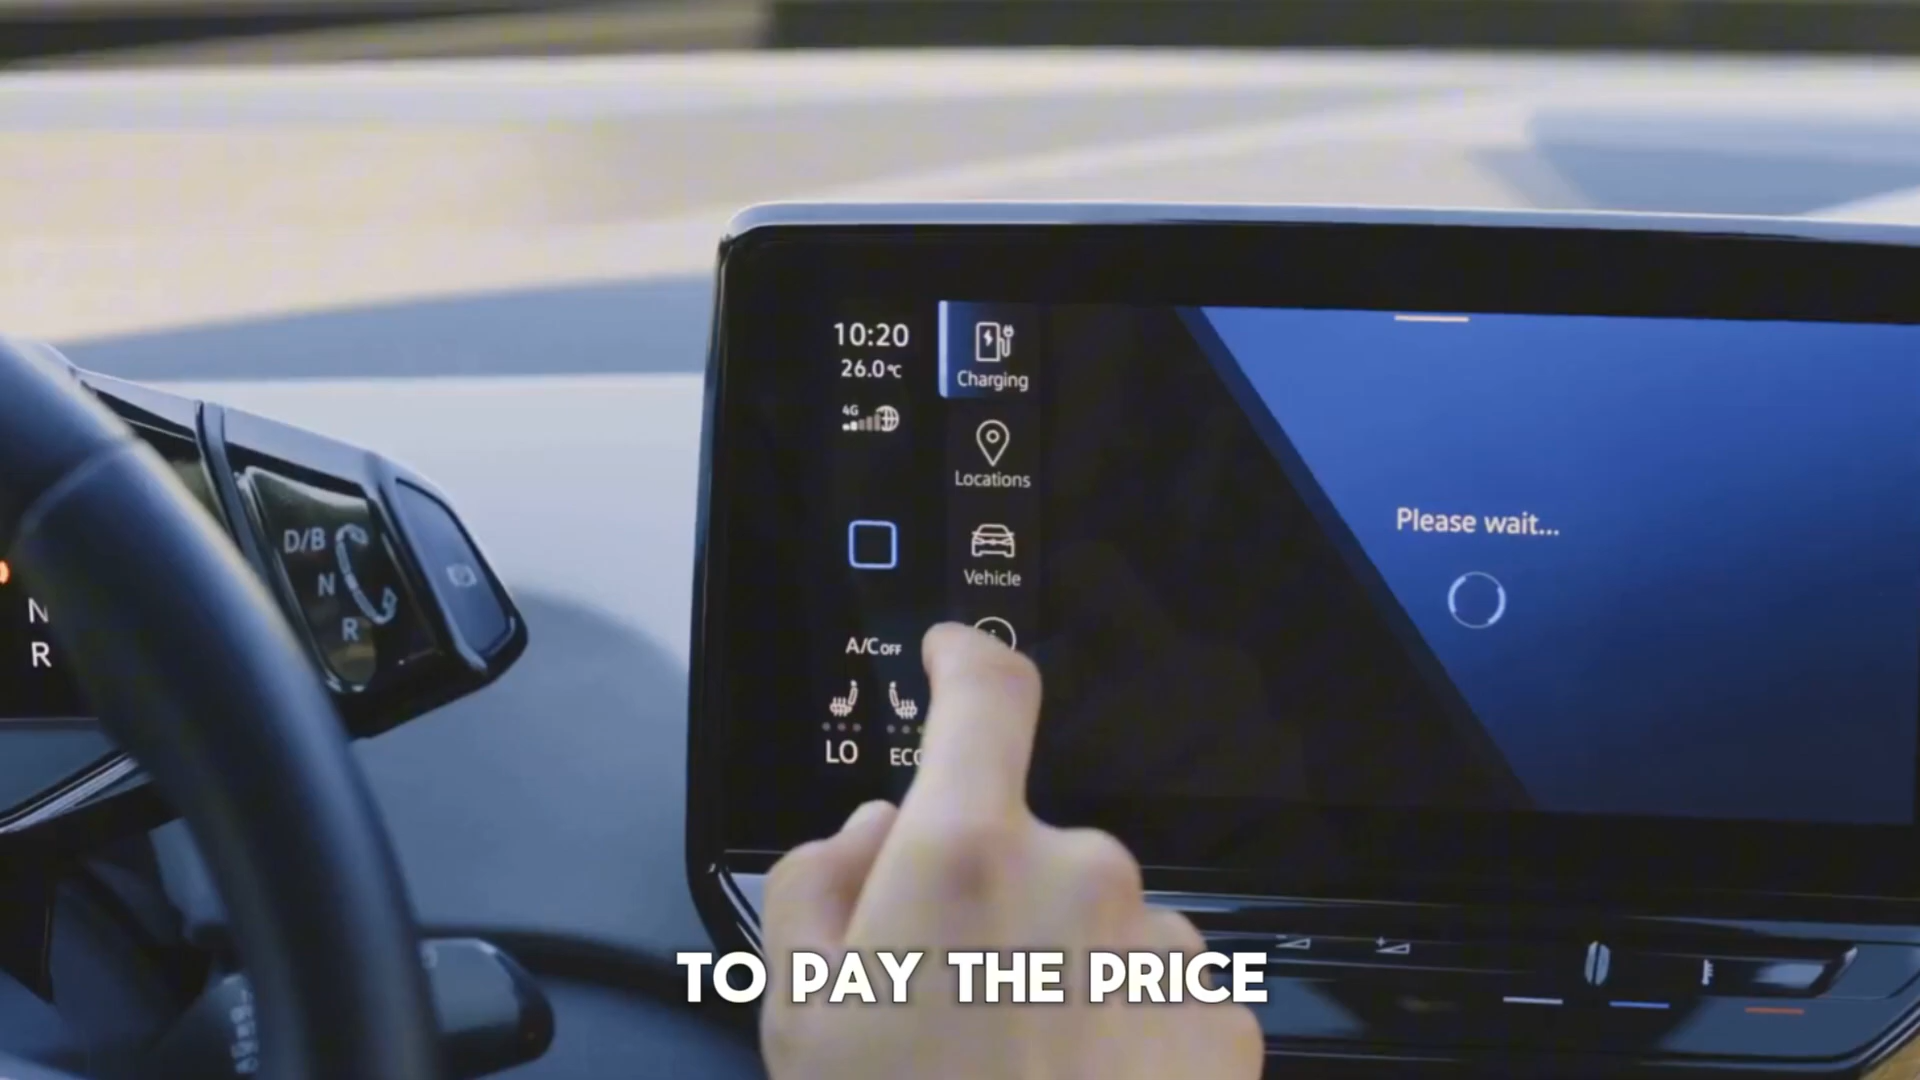 10:20
26.0°C
4G
Charging
Locations
Vehicle
Please wait...
A/C OFF
LO
D/B
N
R
N
R
TO PAY THE PRICE